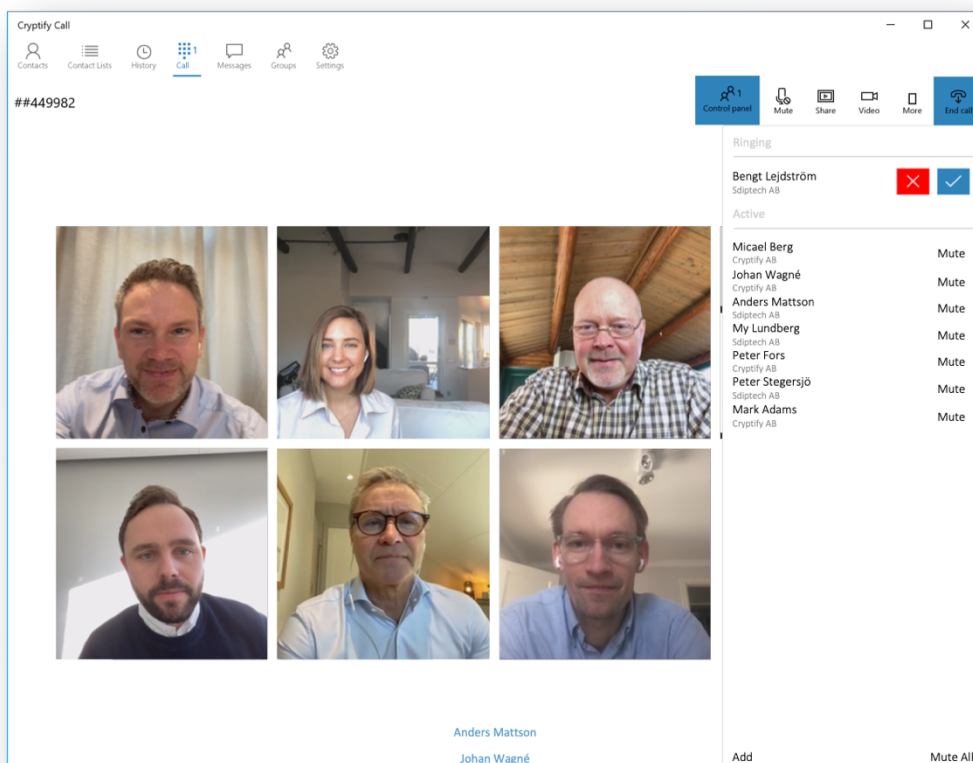 Cryptify Call
Contacts Contact Lists History Call 1 Messages Groups Settings
##449982
1
Control panel Mute Share Video More End call
Ringing
Bengt Lejdström
Sdiptech AB
Active
Micael Berg Mute
Cryptify AB
Johan Wagné Mute
Cryptify AB
Anders Mattson Mute
Sdiptech AB
My Lundberg Mute
Sdiptech AB
Peter Fors Mute
Cryptify AB
Peter Stegersjö Mute
Sdiptech AB
Mark Adams Mute
Cryptify AB
Anders Mattson
Johan Wagné
Add Mute All